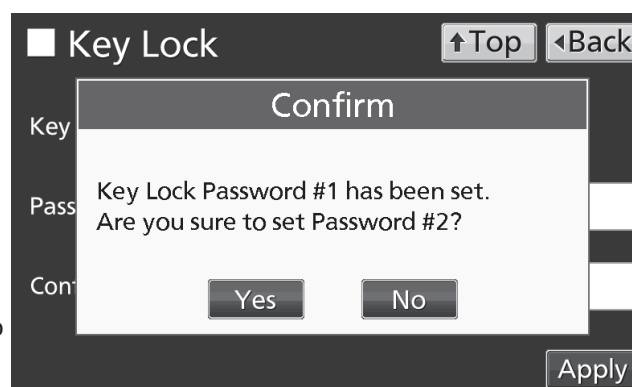 Key Lock
Top
Back
Confirm
Key
Key Lock Password #1 has been set.
Pass
Are you sure to set Password #2?
Yes
No
Apply